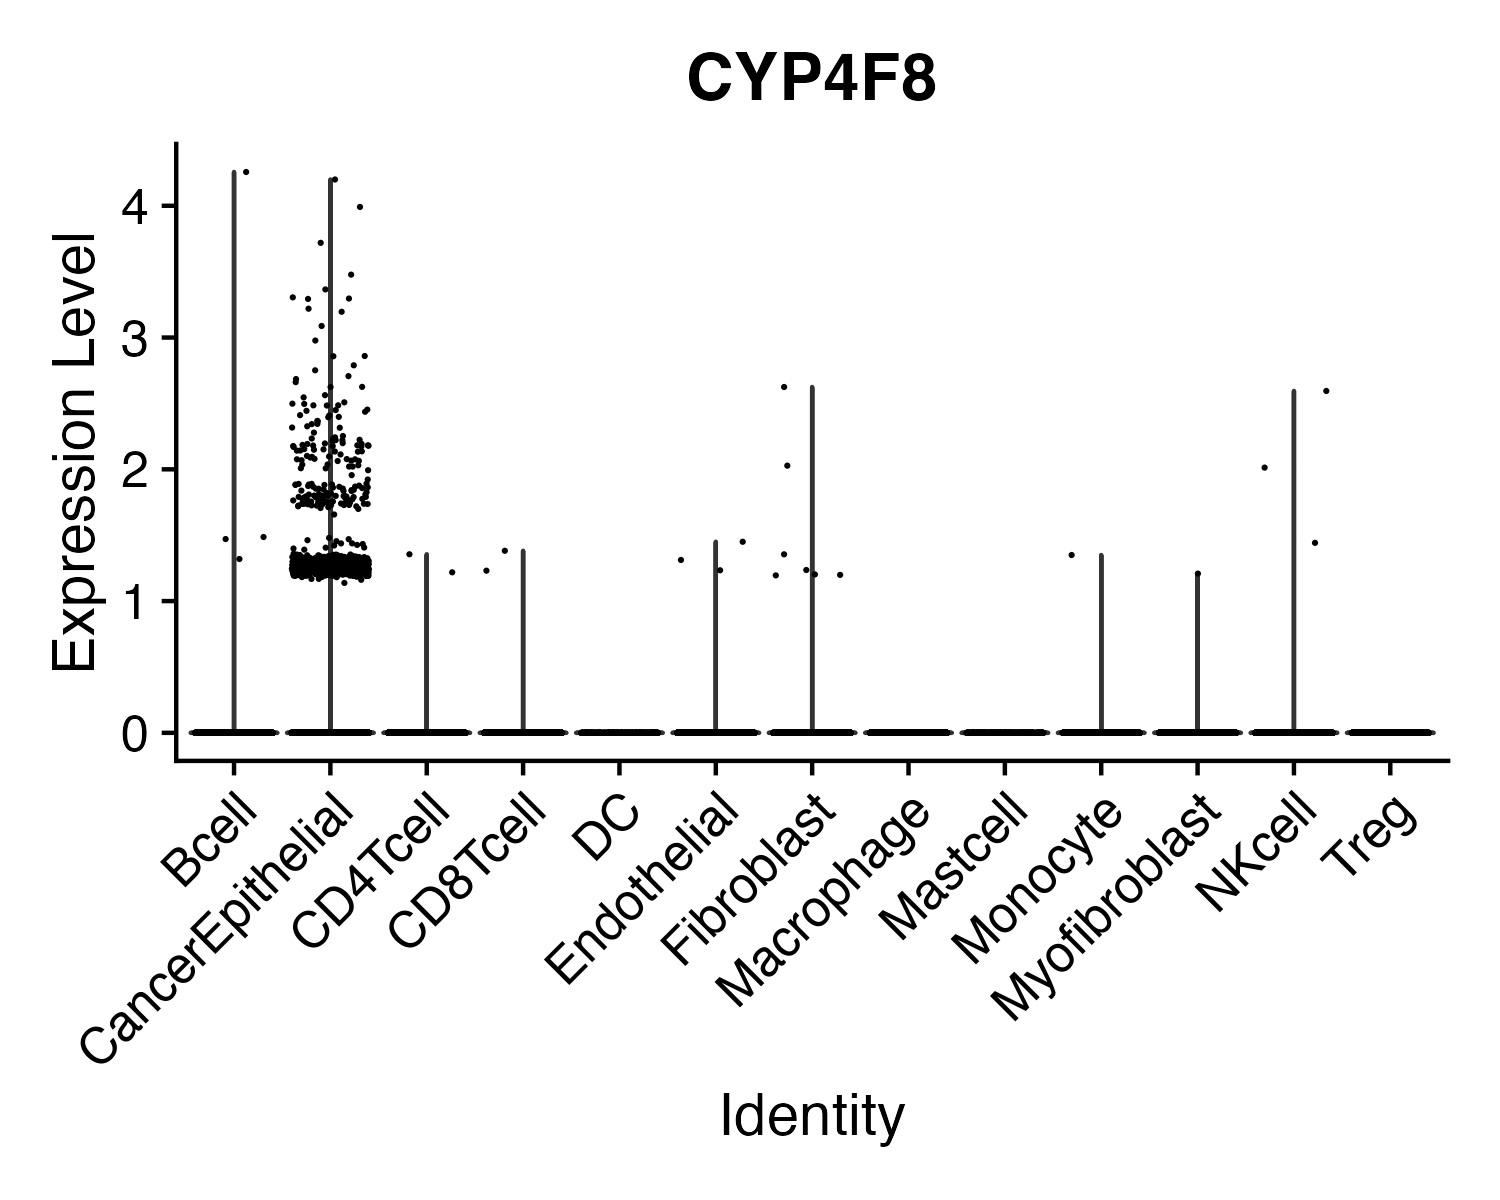 CYP4F8
Expression Level
4
3
2
1
0
Bcell
CancerEpithelial
CD4Tcell
CD8Tcell
DC
Endothelial
Fibroblast
Macrophage
Mastcell
Monocyte
Myofibroblast
NKcell
Treg
Identity